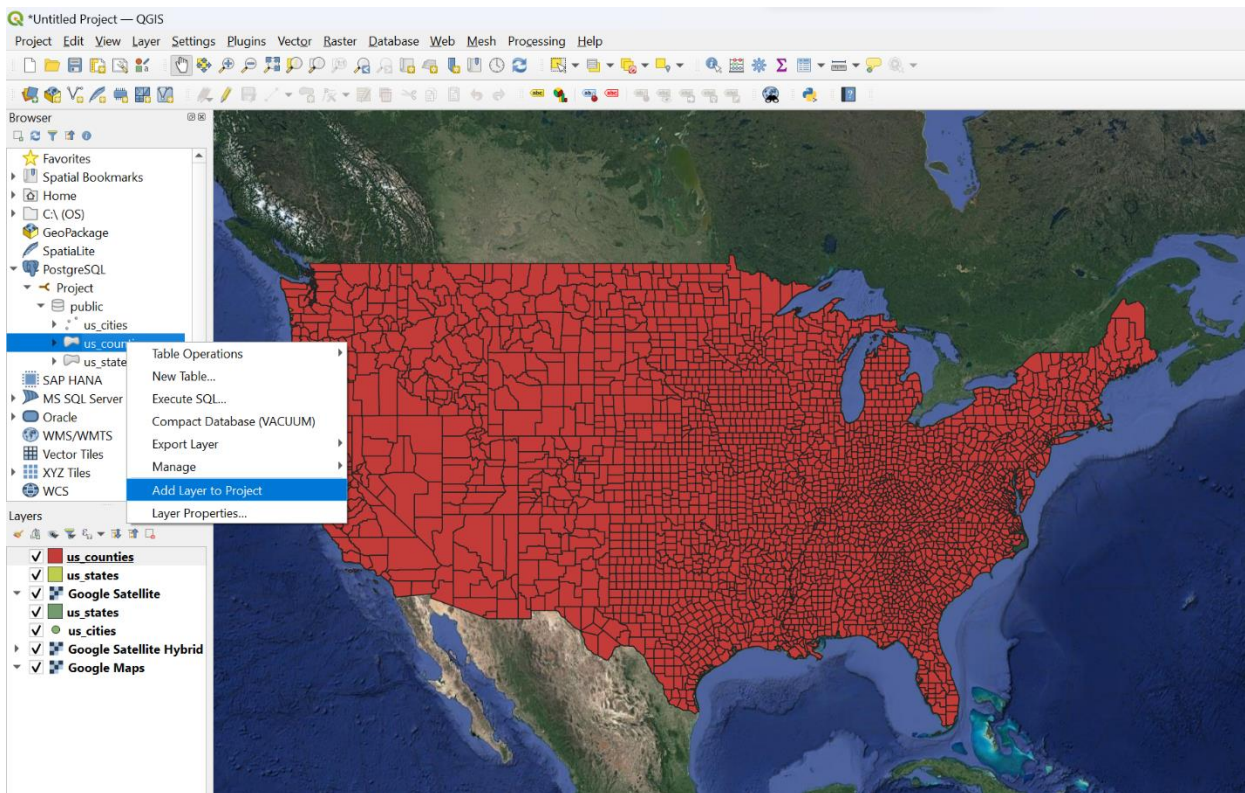 *Untitled Project — QGIS
Project Edit View Layer Settings Plugins Vector Raster Database Web Mesh Processing Help
Browser
Favorites
Spatial Bookmarks
Home
C:\ (OS)
GeoPackage
SpatiaLite
PostgreSQL
Project
public
us_cities
us_counti
us_state
SAP HANA
MS SQL Server
Oracle
WMS/WMTS
Vector Tiles
XYZ Tiles
WCS
Table Operations
New Table...
Execute SQL...
Compact Database (VACUUM)
Export Layer
Manage
Add Layer to Project
Layer Properties...
Layers
us_counties
us_states
Google Satellite
us_states
us_cities
Google Satellite Hybrid
Google Maps